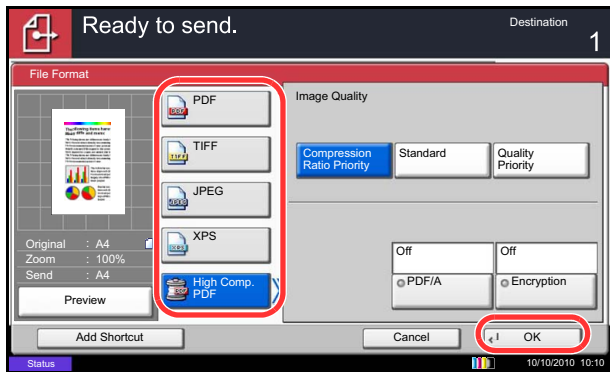 Ready to send.
Destination
1
File Format
PDF
TIFF
JPEG
XPS
High Comp.
PDF
Image Quality
Compression
Ratio Priority
Standard
Quality
Priority
Original : A4
Zoom : 100%
Send : A4
Preview
Off
PDF/A
Off
Encryption
Add Shortcut
Cancel
OK
Status
10/10/2010 10:10